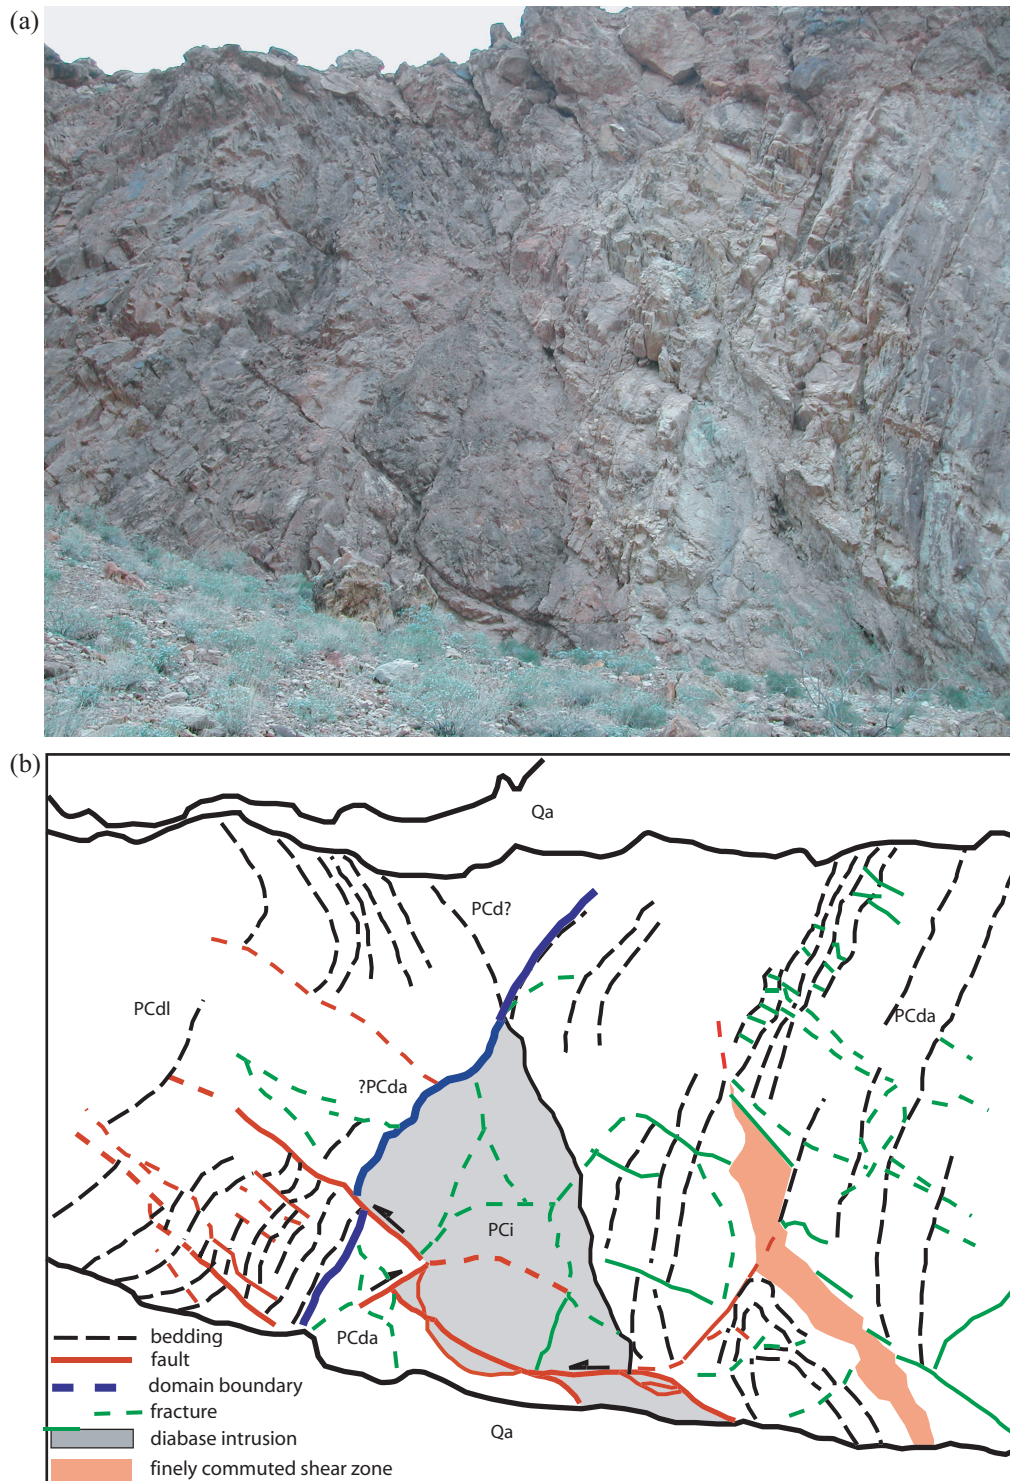 (a)
(b)
Qa
PCd?
PCdl
PCda
?PCda
PCi
PCda
Qa
bedding
fault
domain boundary
fracture
diabase intrusion
finely commuted shear zone